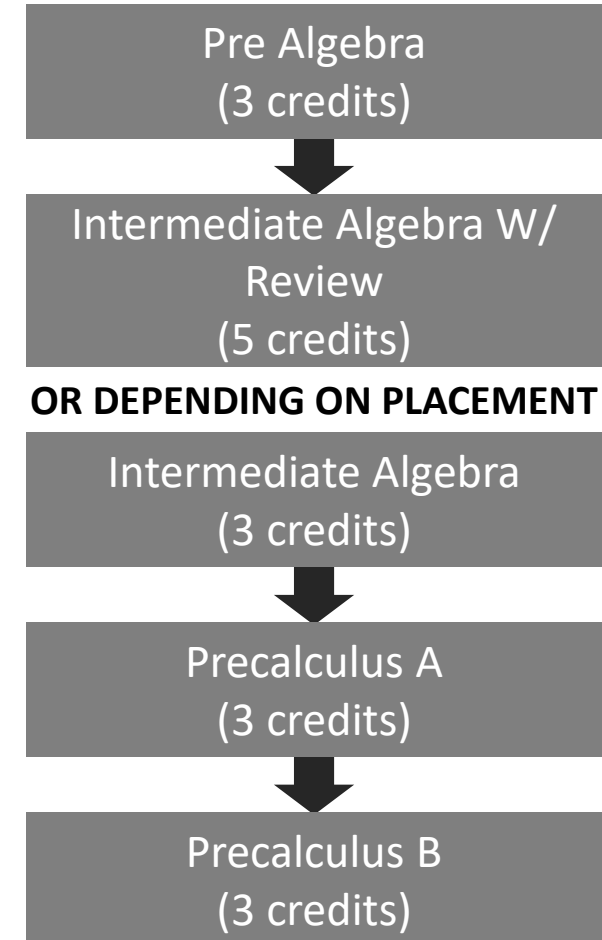 Pre Algebra
(3 credits)
Intermediate Algebra W/
Review
(5 credits)
OR DEPENDING ON PLACEMENT
Intermediate Algebra
(3 credits)
Precalculus A
(3 credits)
Precalculus B
(3 credits)